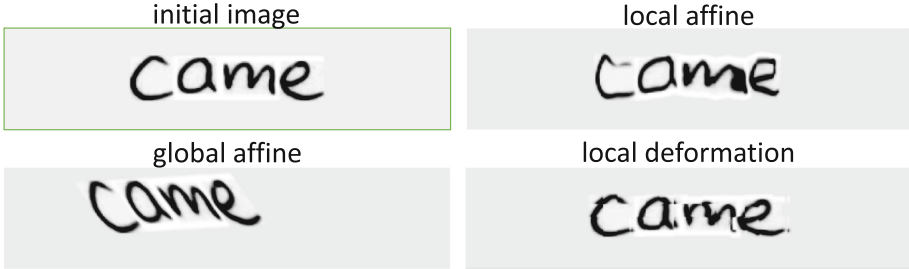 initial image
came
local affine
came
global affine
came
local deformation
came